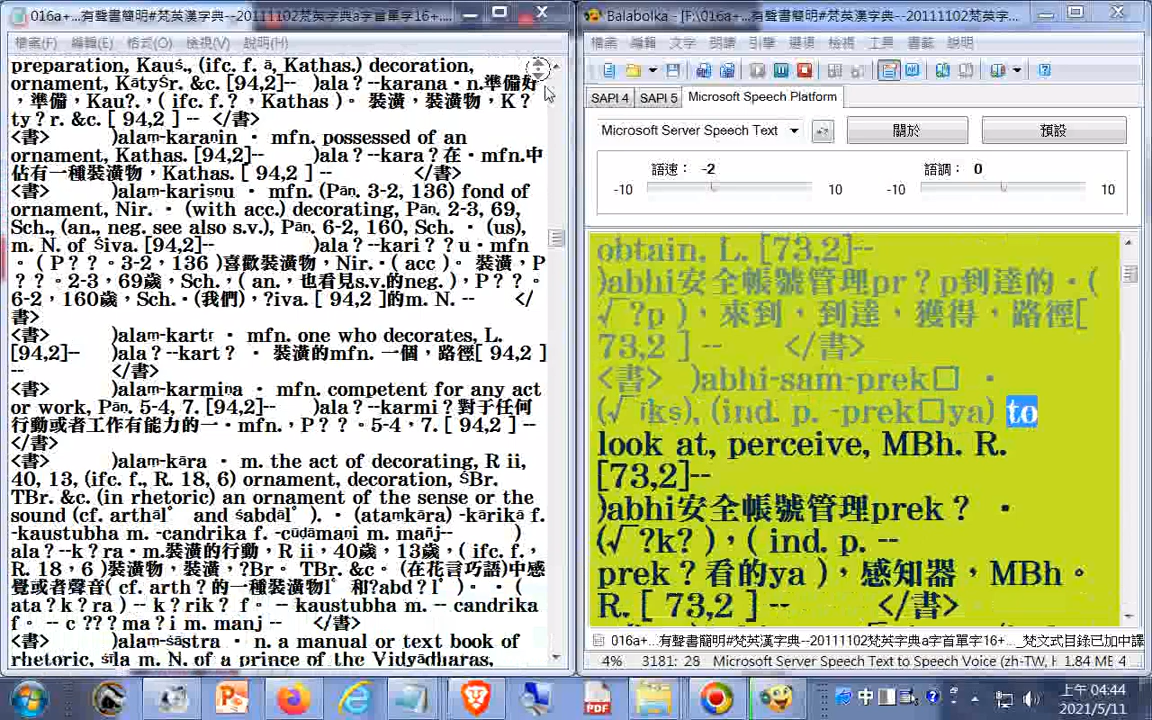 016a+...有聲書簡明#梵英漢字典--20111102梵英字典a字首單字16+...
檔案(F) 編輯(E) 格式(O) 檢視(V) 說明(H)
preparation, Kauś., (ifc. f. ā, Kathas.) decoration,
ornament, KātyŚr. &c. [94,2]-- )ala ? --karana · n.準備好
，準備，Kau?.，( ifc. f. ?，Kathas )。 裝潢，裝潢物，K ?
ty ? r. &c. [ 94,2 ] -- </書>
<書> )alaṃ-karaṇin · mfn. possessed of an
ornament, Kathas. [94,2]-- )ala ? --kara ? 在 · mfn.中
佔有一種裝潢物，Kathas. [ 94,2 ] -- </書>
<書> )alaṃ-kariṣṇu · mfn. (Pāṇ. 3-2, 136) fond of
ornament, Nir. · (with acc.) decorating, Pāṇ. 2-3, 69,
Sch., (an., neg. see also s.v.), Pāṇ. 6-2, 160, Sch. · (us),
m. N. of Śiva. [94,2]-- )ala ? --kari ? ? u · mfn
。 ( P ? ? 。3-2，136 )喜歡裝潢物，Nir. · ( acc )。 裝潢，P
? ? 。2-3，69歲，Sch.，( an.，也看見s.v.的neg. )，P ? ? 。
6-2，160歲，Sch. · (我們)，?iva. [ 94,2 ]的m. N. -- </
書>
<書> )alaṃ-kartṛ · mfn. one who decorates, L.
[94,2]-- )ala ? --kart ? · 裝潢的mfn. 一個，路徑[ 94,2 ]
-- </書>
<書> )alaṃ-karmīṇa · mfn. competent for any act
or work, Pāṇ. 5-4, 7. [94,2]-- )ala ? --karmi ? 對于任何
行動或者工作有能力的一 · mfn.，P ? ? 。5-4，7. [ 94,2 ] --
</書>
<書> )alaṃ-kāra · m. the act of decorating, R ii,
40, 13, (ifc. f., R. 18, 6) ornament, decoration, ŚBr.
TBr. &c. (in rhetoric) an ornament of the sense or the
sound (cf. arthâl° and śabdâl° ). · (ataṃkāra) -kārikā f.
-kaustubha m. -candrika f. -cūḍāmaṇi m. mañj-- )
ala ? --k ? ra · m.裝潢的行動，R ii，40歲，13歲，( ifc. f.，
R. 18，6 )裝潢物，裝潢，?Br。 TBr. &c。 (在花言巧語)中感
覺或者聲音( cf. arth ? 的一種裝潢物l° 和?abd ? l° )。 · (
ata ? k ? ra ) -- k ? rik ? f。 -- kaustubha m. -- candrika
f。 -- c ??? ma ? i m. manj -- </書>
<書> )alaṃ-śāstra · n. a manual or text book of
rhetoric, śīla m. N. of a prince of the Vidyādharas,
Balabolka - [F:\016a+...有聲書簡明#梵英漢字典--20111102梵英字...
檔案 編輯 文字 朗讀 引擎 選項 檢視 工具 書籤 說明
SAPI 4 SAPI 5 Microsoft Speech Platform
Microsoft Server Speech Text 關於 預設
語速： -2 語調： 0
-10 10 -10 10
obtain, L. [73,2]--
)abhi安全帳號管理pr ? p到達的 · (
√ ?p )，來到，到達，獲得，路徑[
73,2 ] -- </書>
<書> )abhi-sam-prek□ ·
(√īkṣ), (ind. p. -prek□ya) to
look at, perceive, MBh. R.
[73,2]--
)abhi安全帳號管理prek ? ·
(√ ?k? )，( ind. p. --
prek ? 看的ya )，感知器，MBh。
R. [ 73,2 ] -- </書>
016a+...有聲書簡明#梵英漢字典--20111102梵英字典a字首單字16+..._梵文式目錄已加中譯
4% 3181: 28 Microsoft Server Speech Text to Speech Voice (zh-TW, H 1.84 MB 4
中
上午 04:44
2021/5/11